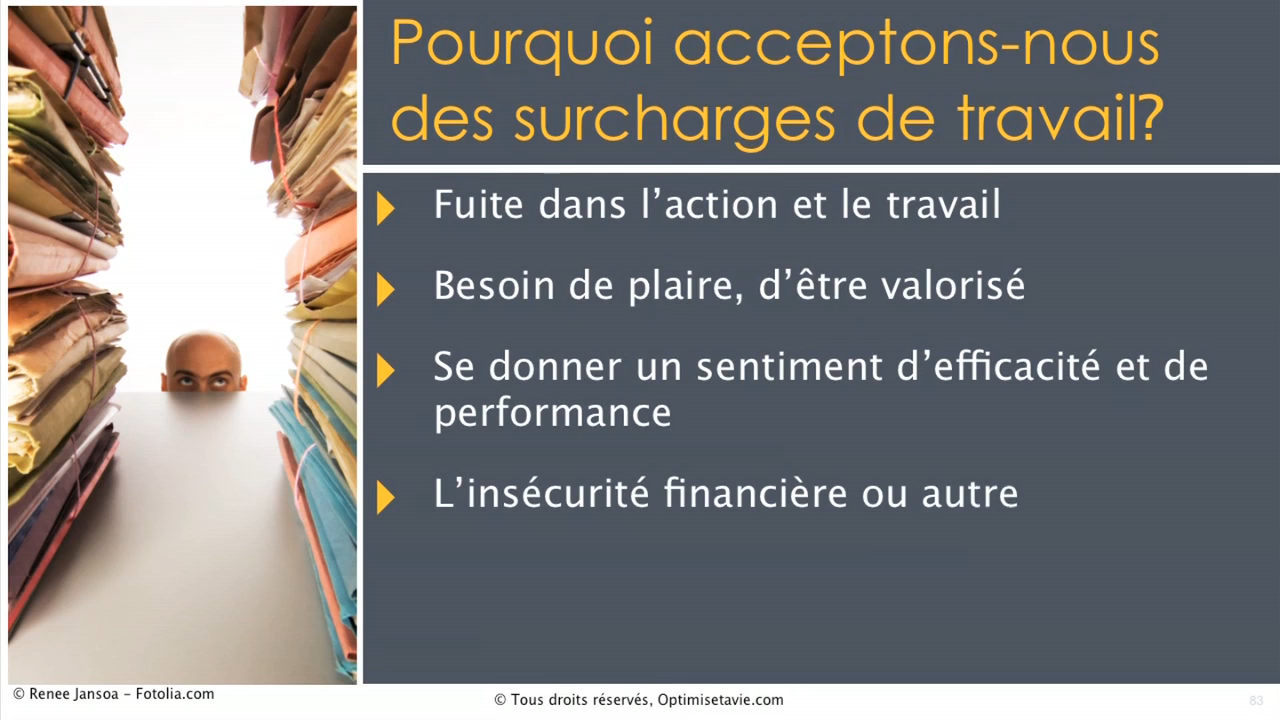 Pourquoi acceptons-nous
des surcharges de travail?
Fuite dans l’action et le travail
Besoin de plaire, d’être valorisé
Se donner un sentiment d’efficacité et de
performance
L’insécurité financière ou autre
© Renee Jansoa – Fotolia.com
© Tous droits réservés, Optimisetavie.com
83